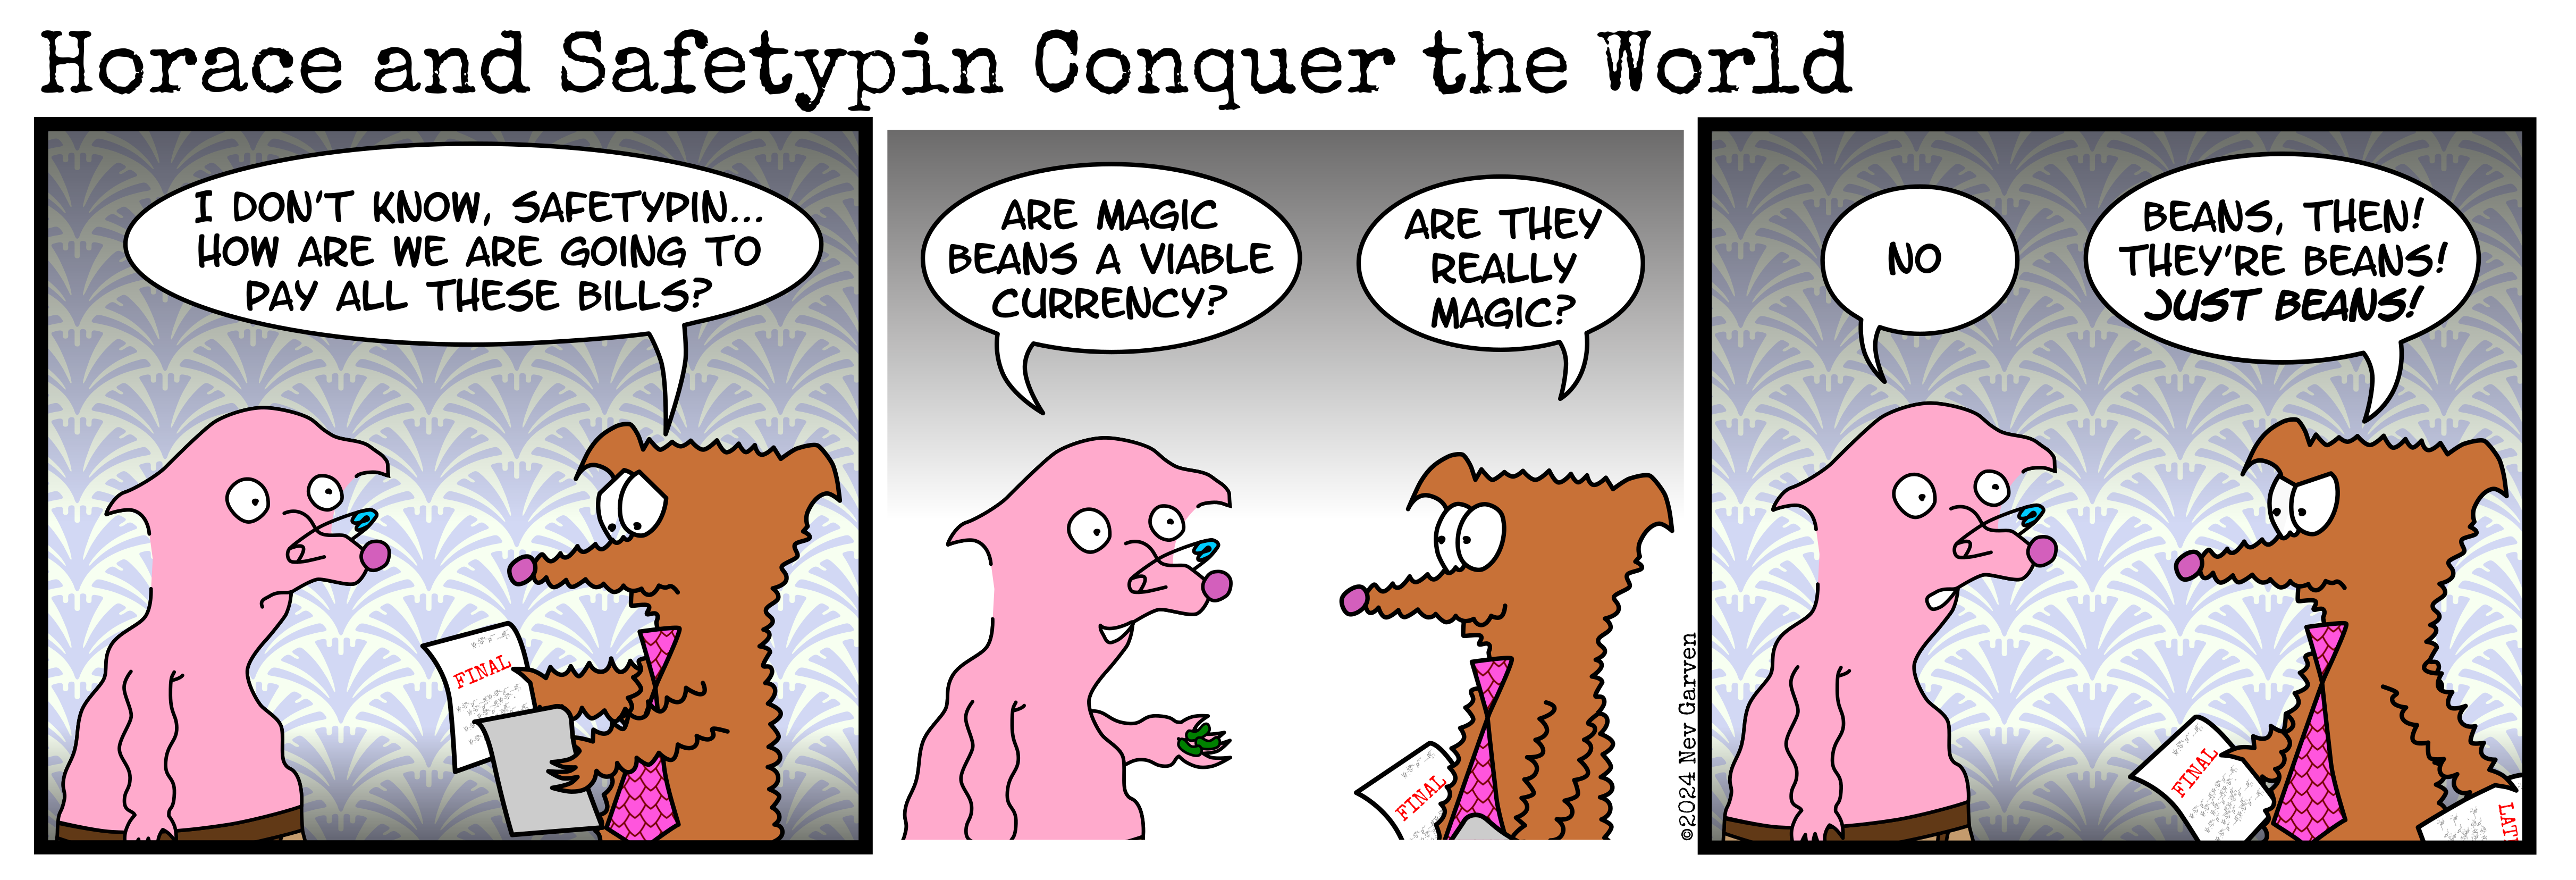 Horace and Safetypin Conquer the World
I DON'T KNOW, SAFETYPIN...
HOW ARE WE ARE GOING TO
PAY ALL THESE BILLS?
FINAL
ARE MAGIC
BEANS A VIABLE
CURRENCY?
ARE THEY
REALLY
MAGIC?
FINAL
©2024 Nev Garven
NO
BEANS, THEN!
THEY'RE BEANS!
JUST BEANS!
FINAL
LAT